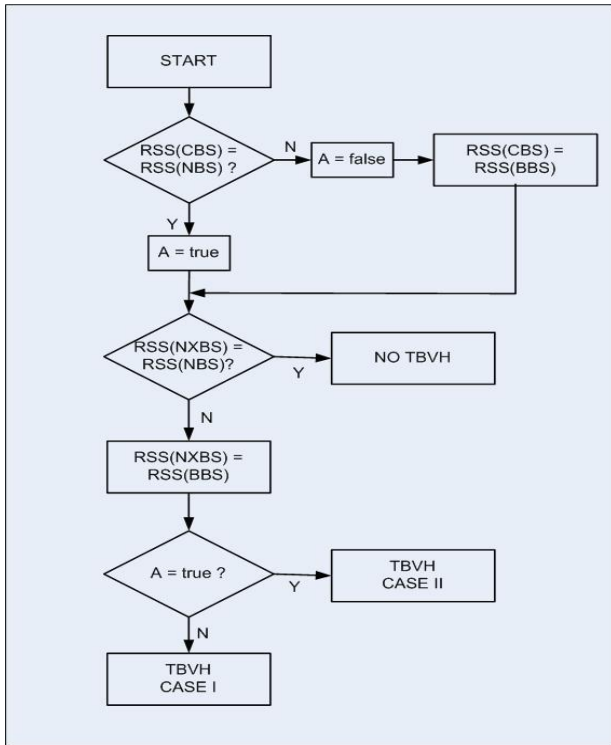 START
RSS(CBS) =
RSS(NBS) ?
N
A = false
RSS(CBS) =
RSS(BBS)
Y
A = true
RSS(NXBS) =
RSS(NBS)?
Y
NO TBVH
N
RSS(NXBS) =
RSS(BBS)
A = true ?
Y
TBVH
CASE II
N
TBVH
CASE I